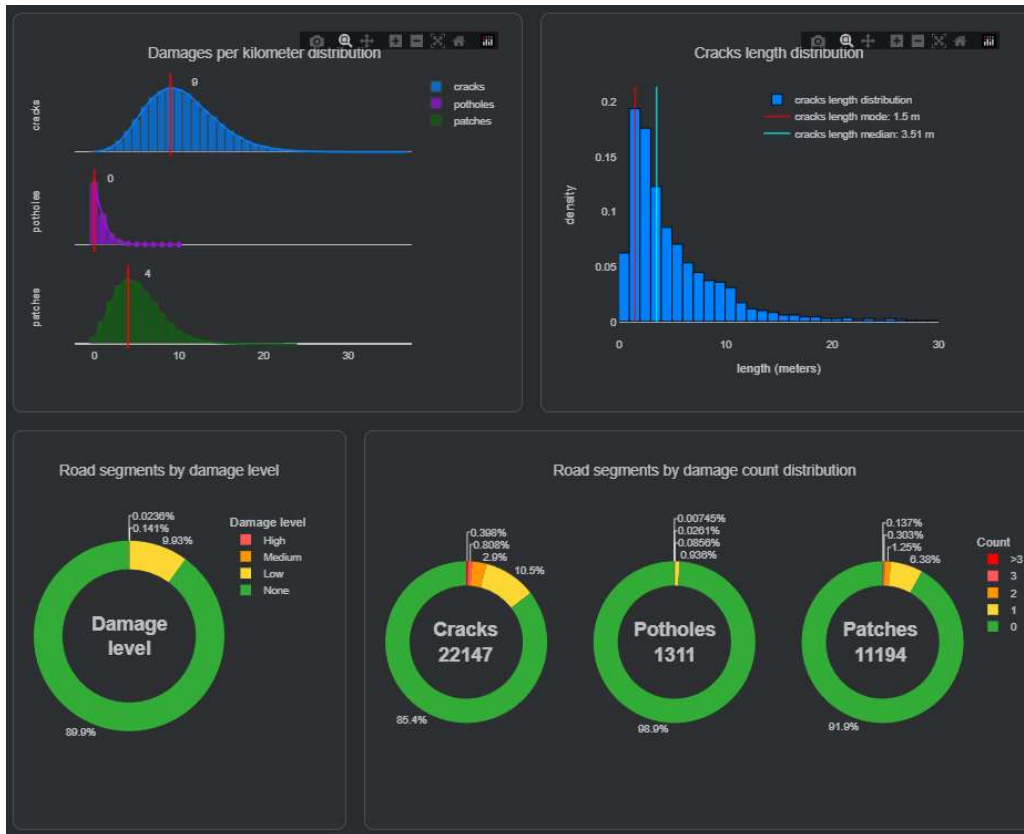 Damages per kilometer distribution
cracks
9
potholes
0
patches
4
cracks
potholes
patches
0
10
20
30
Cracks length distribution
density
0.2
0.15
0.1
0.05
0
cracks length distribution
cracks length mode: 1.5 m
cracks length median: 3.51 m
0
10
20
30
length (meters)
Road segments by damage level
0.0236%
0.141%
9.93%
89.9%
Damage
level
Damage level
High
Medium
Low
None
Road segments by damage count distribution
0.398%
0.808%
2.9%
10.5%
85.4%
Cracks
22147
0.00745%
0.0261%
0.0856%
0.936%
98.9%
Potholes
1311
0.137%
0.303%
1.25%
6.38%
91.9%
Patches
11194
Count
>3
3
2
1
0